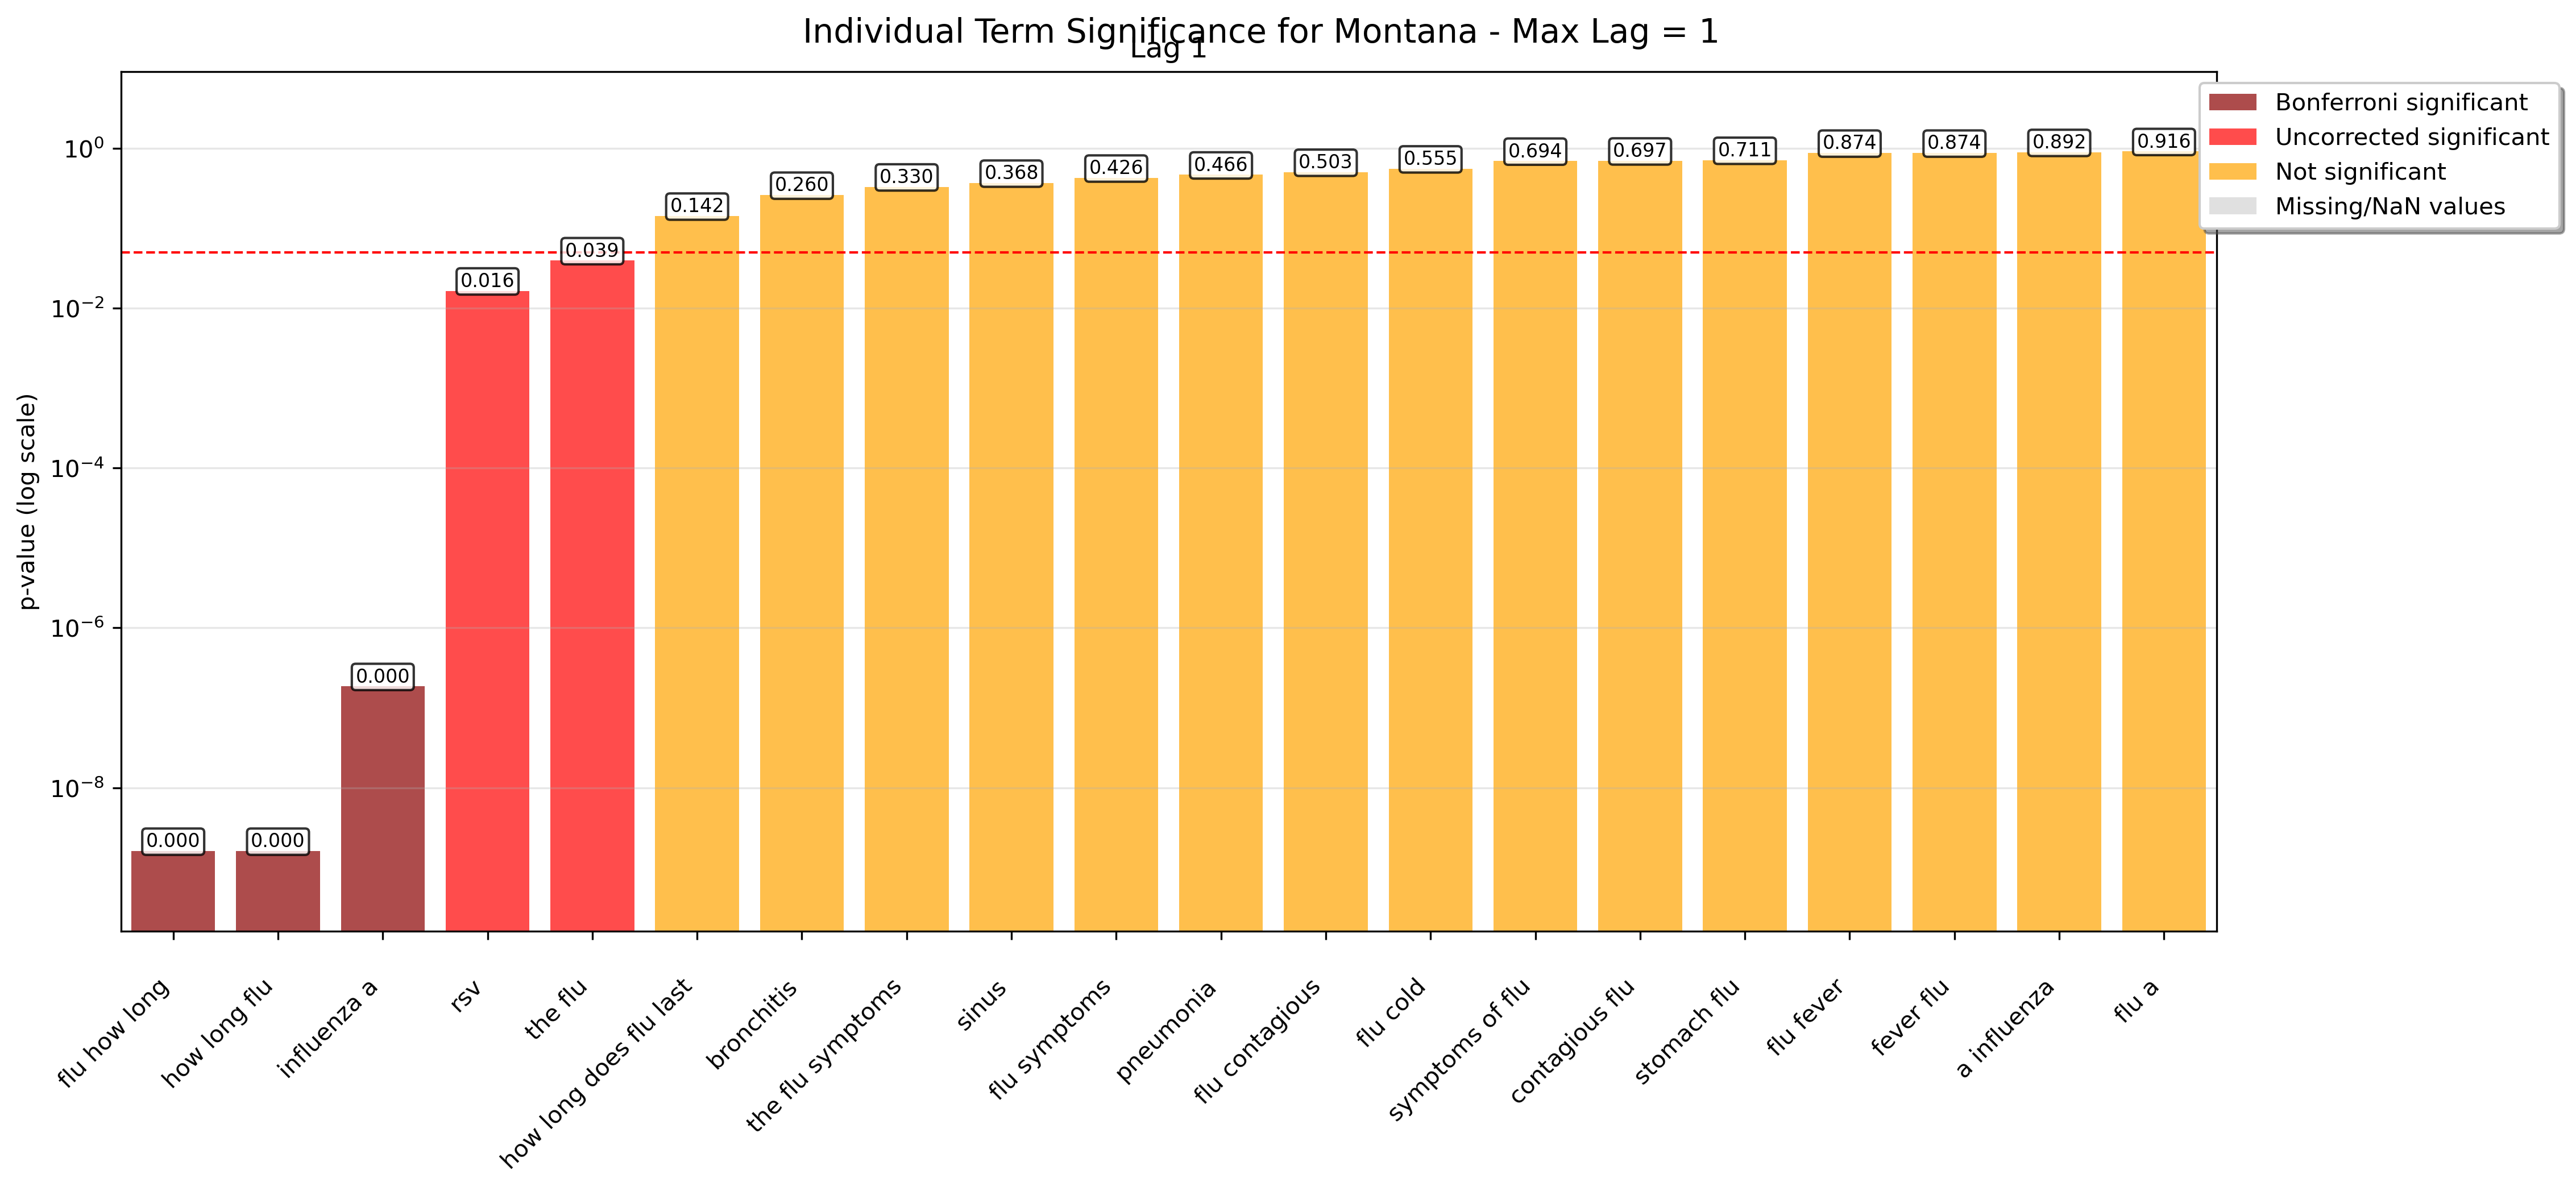 Individual Term Significance for Montana - Max Lag = 1
Lag 1
Bonferroni significant
Uncorrected significant
Not significant
Missing/NaN values
p-value (log scale)
10⁰
10⁻²
10⁻⁴
10⁻⁶
10⁻⁸
0.000
0.000
0.000
0.016
0.039
0.142
0.260
0.330
0.368
0.426
0.466
0.503
0.555
0.694
0.697
0.711
0.874
0.874
0.892
0.916
flu how long
how long flu
influenza a
rsv
the flu
how long does flu last
bronchitis
the flu symptoms
sinus
flu symptoms
pneumonia
flu contagious
flu cold
symptoms of flu
contagious flu
stomach flu
flu fever
fever flu
a influenza
flu a